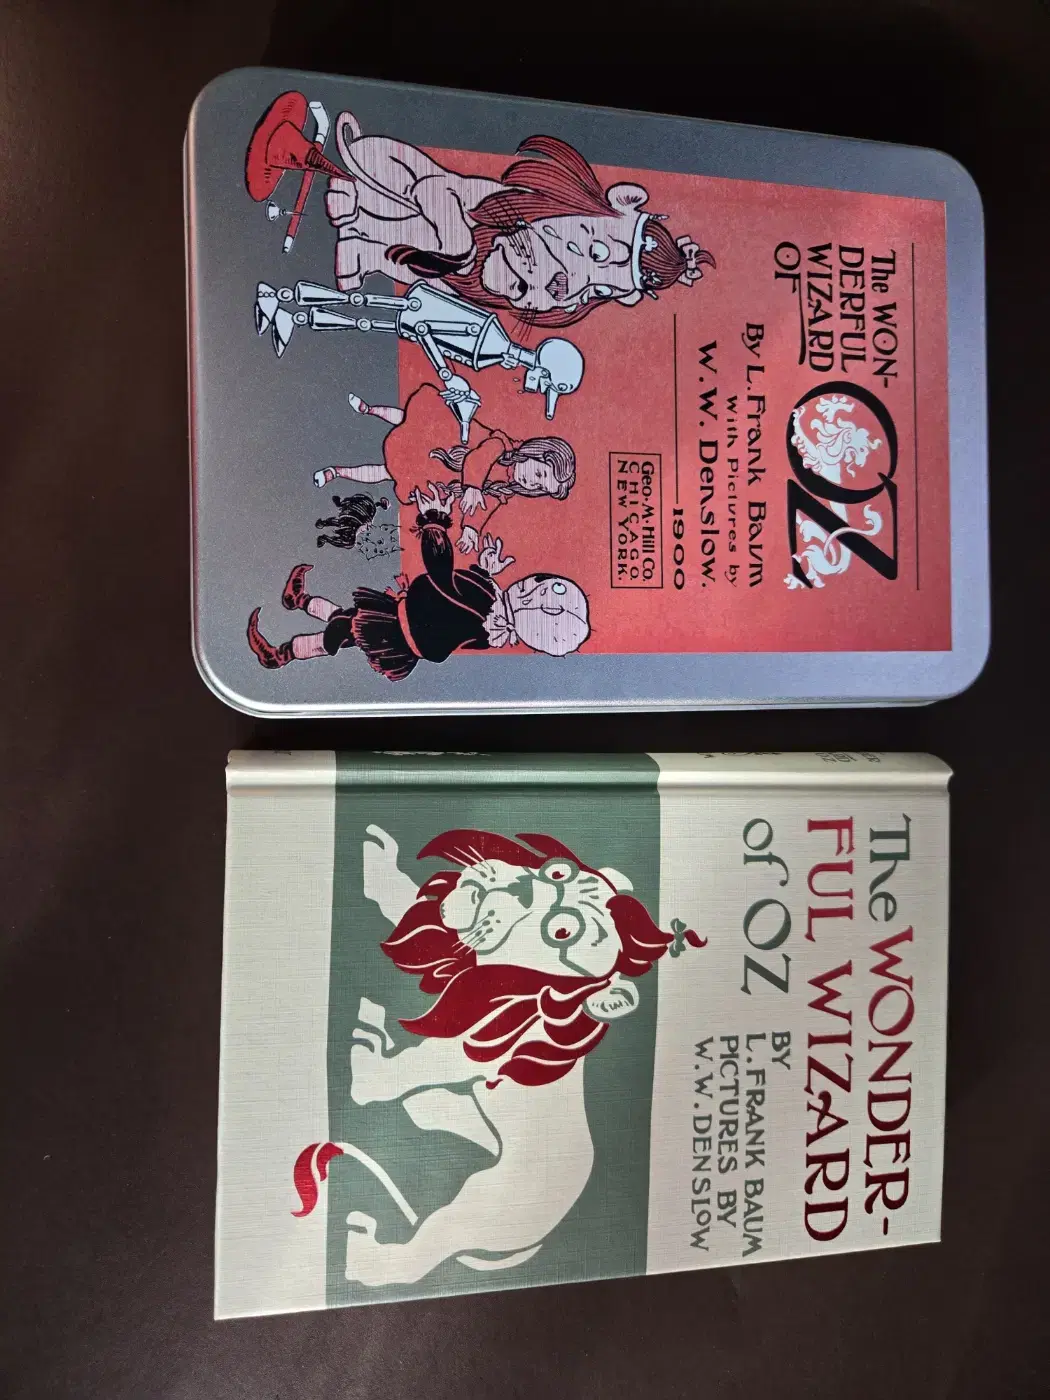 The WON-
DERFUL
WIZARD
OF
OZ
By L. Frank Baum
With Pictures by
W. W. Denslow.
1900
Geo. M. Hill Co.
CHICAGO.
NEW YORK.
The WONDER-
FUL WIZARD
of OZ
BY
L. FRANK BAUM
PICTURES BY
W. W. DENSLOW